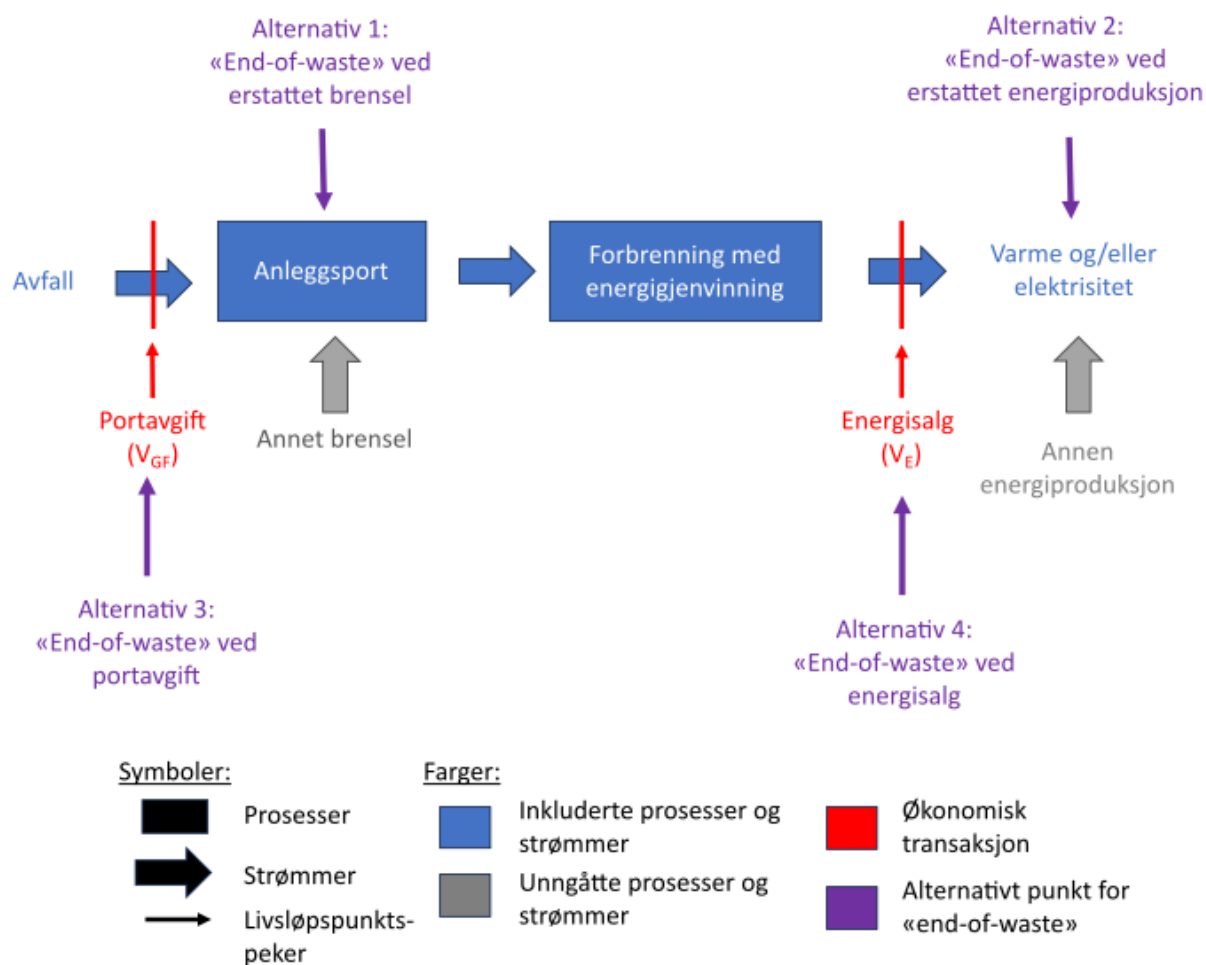 Alternativ 1:
«End-of-waste» ved
erstattet brensel
Alternativ 2:
«End-of-waste» ved
erstattet energiproduksjon
Avfall
Anleggsport
Forbrenning med
energigjenvinning
Varme og/eller
elektrisitet
Portavgift
(VGF)
Annet brensel
Energisalg
(VE)
Annen
energiproduksjon
Alternativ 3:
«End-of-waste» ved
portavgift
Alternativ 4:
«End-of-waste» ved
energisalg
Symboler:
Prosesser
Strømmer
Livsløpspunkts-
peker
Farger:
Inkluderte prosesser og
strømmer
Unngåtte prosesser og
strømmer
Økonomisk
transaksjon
Alternativt punkt for
«end-of-waste»